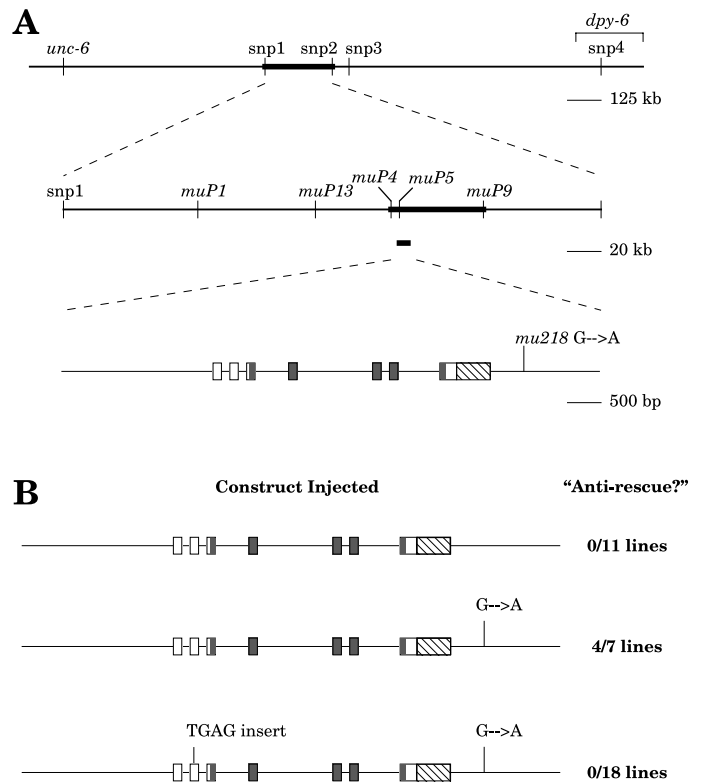 A
dpy-6
unc-6 snp1 snp2 snp3 snp4
125 kb
snp1 muP1 muP13 muP4 muP5 muP9
20 kb
mu218 G-->A
500 bp
B
Construct Injected “Anti-rescue?”
0/11 lines
G-->A
4/7 lines
TGAG insert G-->A
0/18 lines